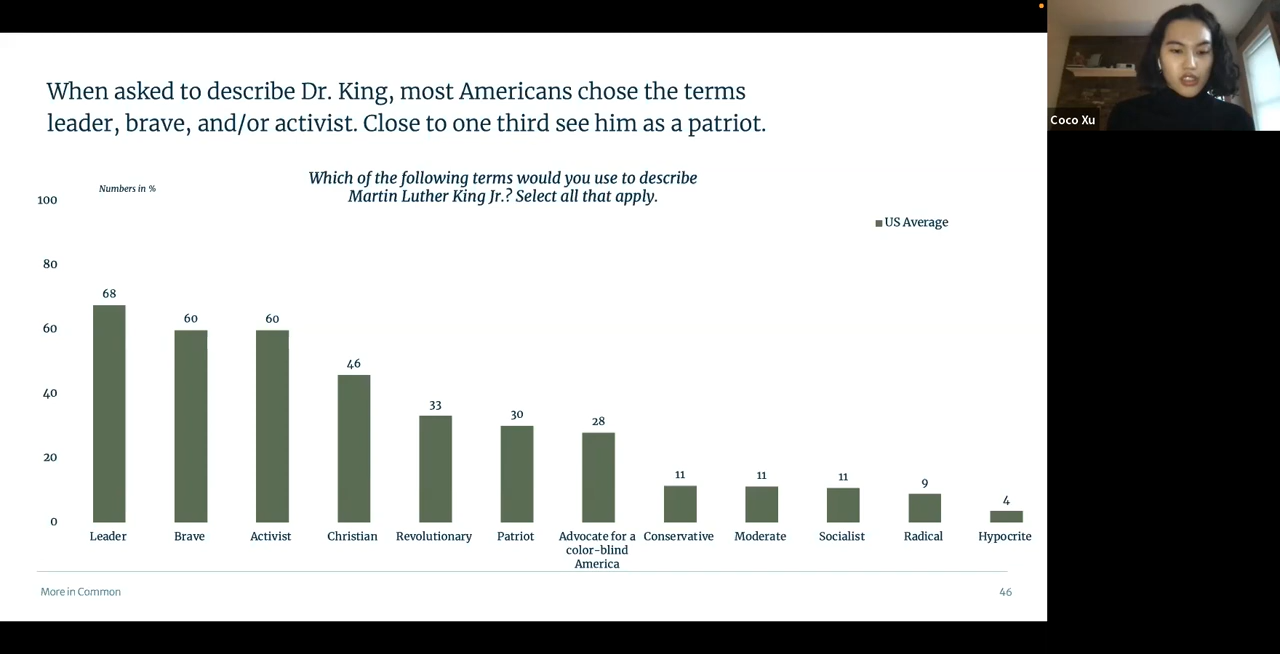 When asked to describe Dr. King, most Americans chose the terms
leader, brave, and/or activist. Close to one third see him as a patriot.
Which of the following terms would you use to describe
Martin Luther King Jr.? Select all that apply.
Numbers in %
US Average
100
80
60
40
20
0
68
60
60
46
33
30
28
11
11
11
9
4
Leader
Brave
Activist
Christian
Revolutionary
Patriot
Advocate for a
color-blind
America
Conservative
Moderate
Socialist
Radical
Hypocrite
More in Common
46
Coco Xu